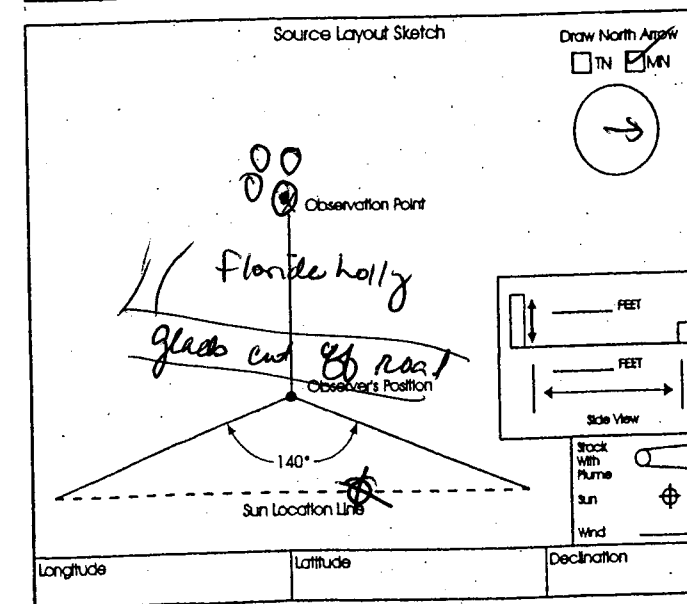 Source Layout Sketch
Draw North Arrow
TN MN
Observation Point
Floride holly
glades cut off road
Observer's Position
140°
Sun Location Line
FEET
FEET
Side View
Stack
With
Plume
Sun
Wind
Longitude
Latitude
Declination